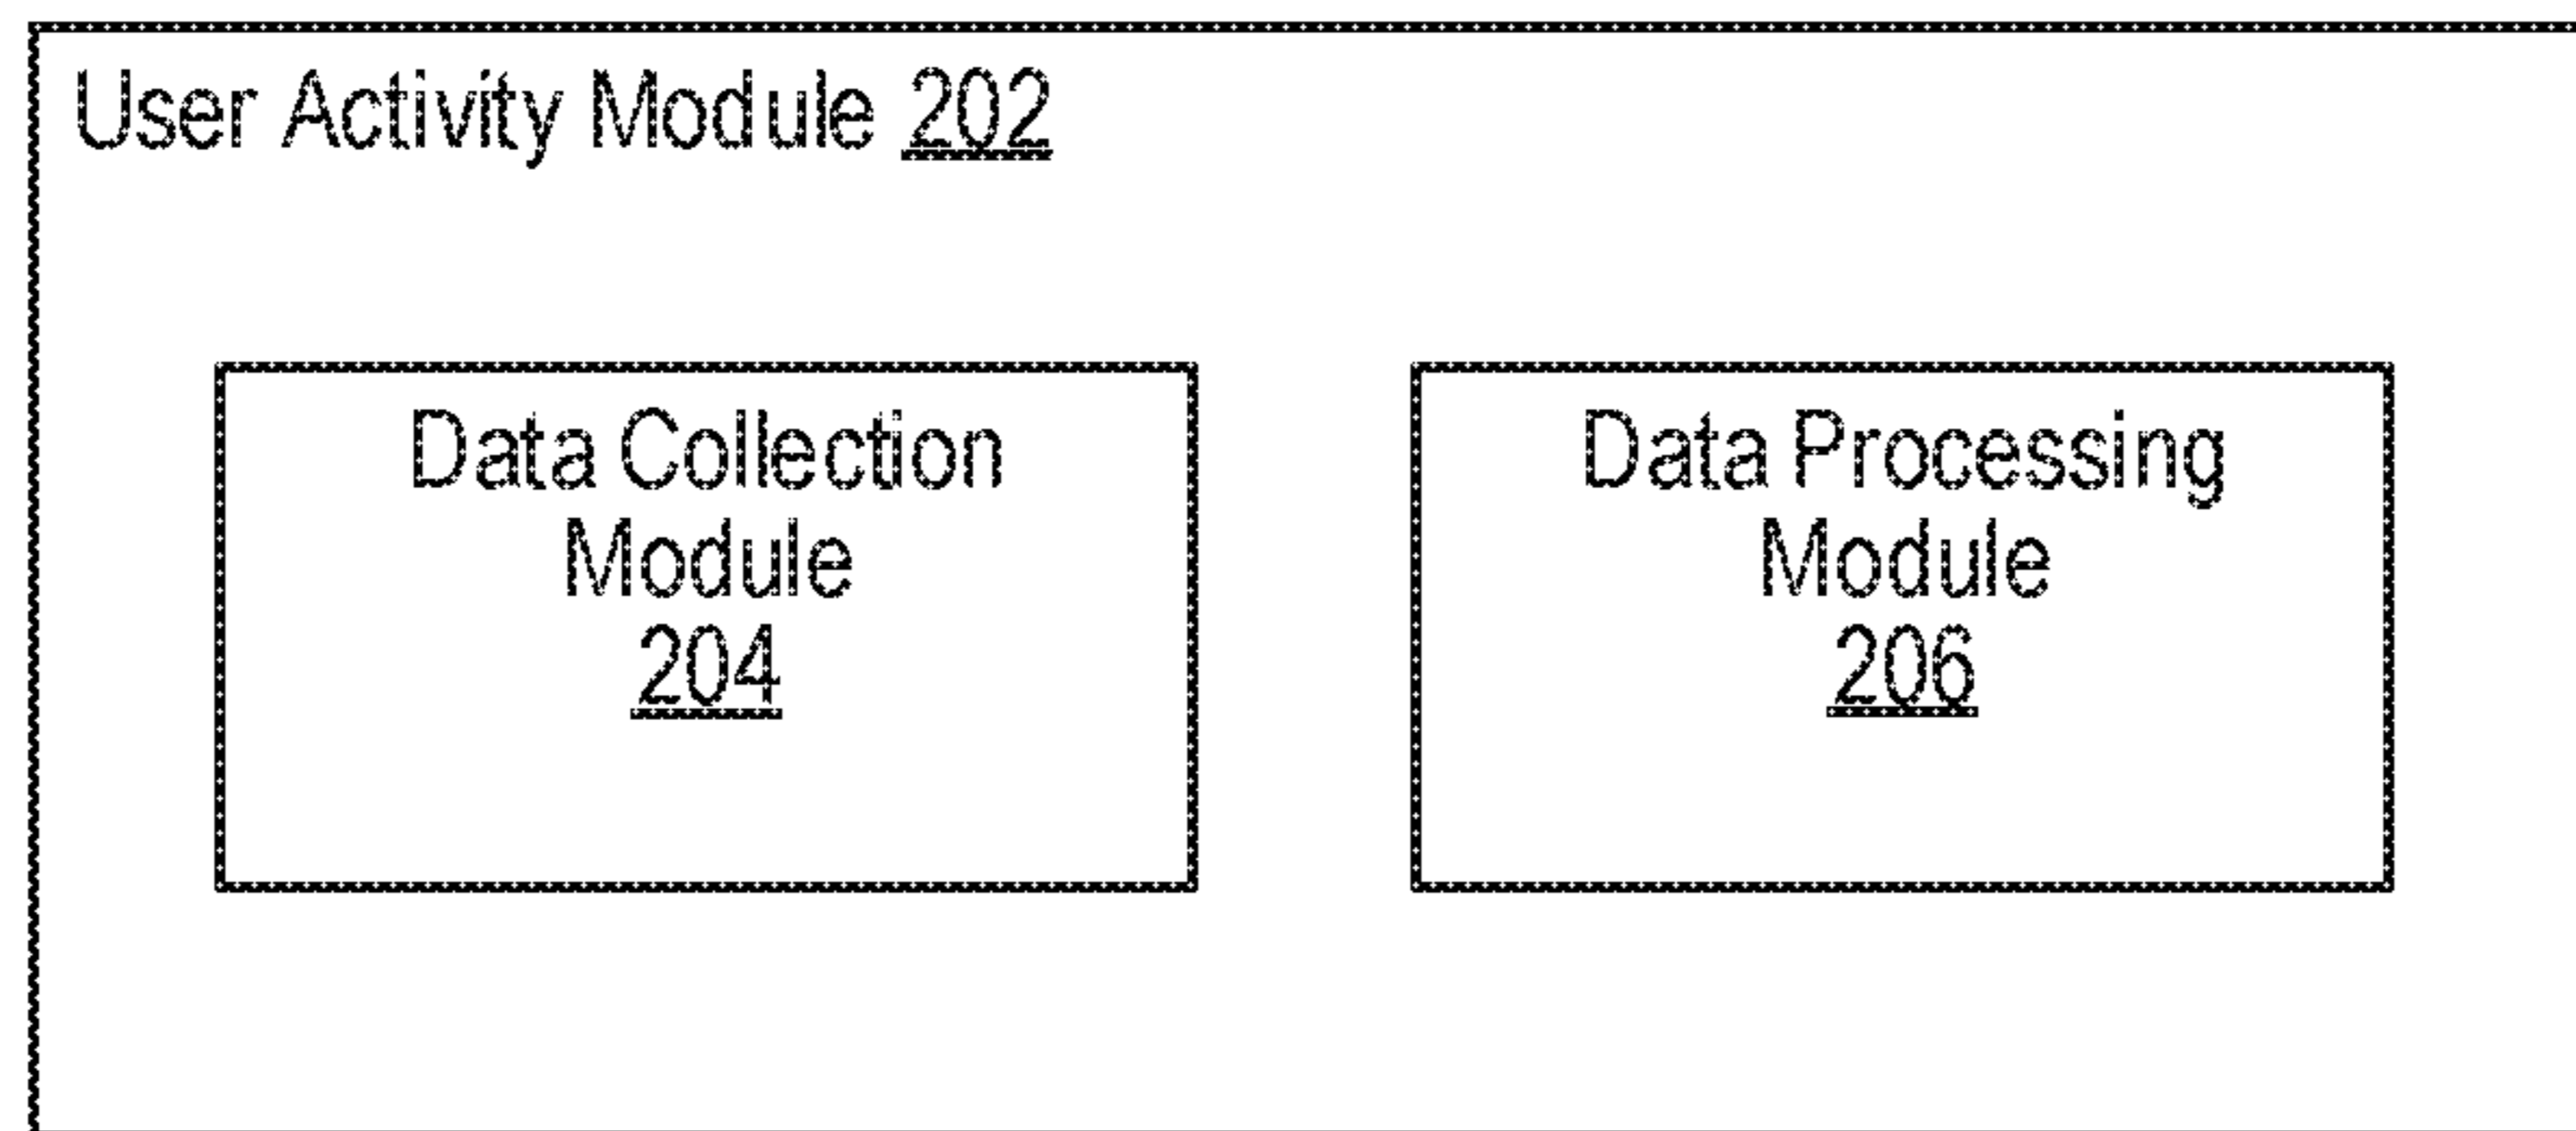 User Activity Module 202
Data Collection
Module
204
Data Processing
Module
206